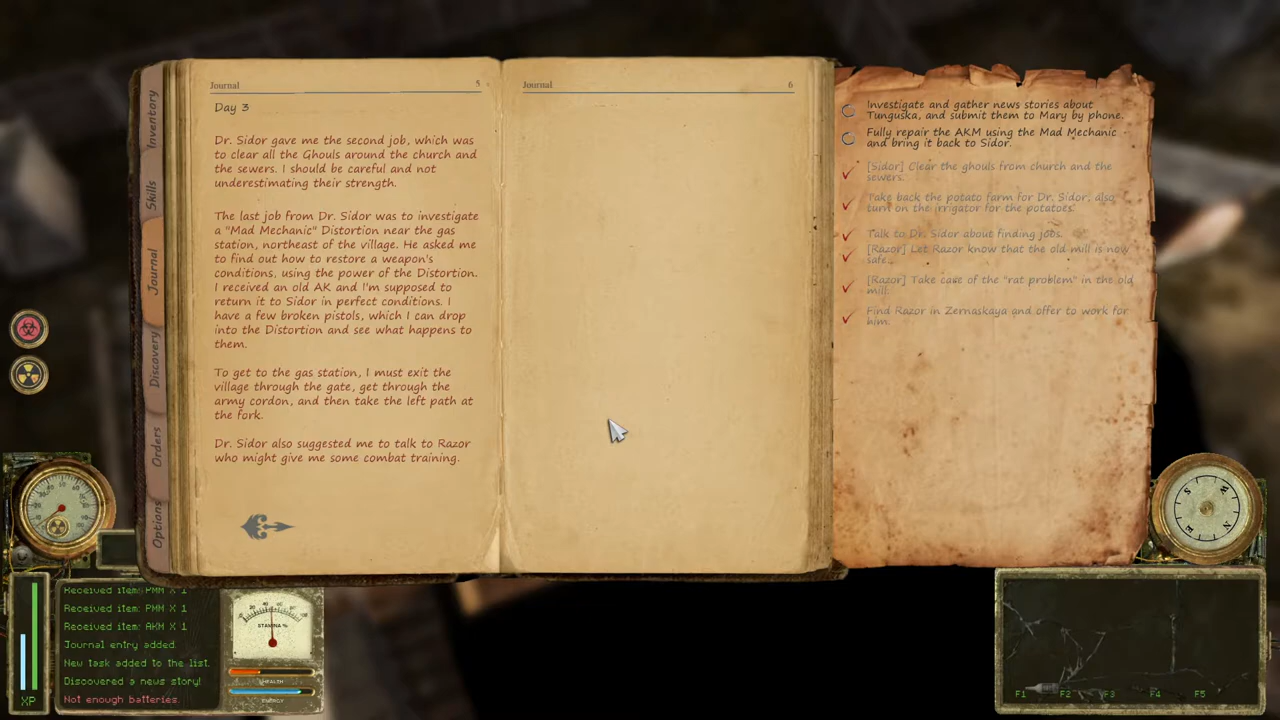 Inventory
Skills
Journal
Discovery
Orders
Options
Journal 5
Day 3
Dr. Sidor gave me the second job, which was
to clear all the Ghouls around the church and
the sewers. I should be careful and not
underestimating their strength.
The last job from Dr. Sidor was to investigate
a "Mad Mechanic" Distortion near the gas
station, northeast of the village. He asked me
to find out how to restore a weapon's
conditions, using the power of the Distortion.
I received an old AK and I'm supposed to
return it to Sidor in perfect conditions. I
have a few broken pistols, which I can drop
into the Distortion and see what happens to
them.
To get to the gas station, I must exit the
village through the gate, get through the
army cordon, and then take the left path at
the fork.
Dr. Sidor also suggested me to talk to Razor
who might give me some combat training.
Journal 6
Investigate and gather news stories about
Tunguska, and submit them to Mary by phone.
Fully repair the AKM using the Mad Mechanic
and bring it back to Sidor.
[Sidor] Clear the ghouls from church and the
sewers.
Take back the potato farm for Dr. Sidor, also
turn on the irrigator for the potatoes.
Talk to Dr. Sidor about finding jobs.
[Razor] Let Razor know that the old mill is now
safe.
[Razor] Take care of the "rat problem" in the old
mill.
Find Razor in Zernaskaya and offer to work for
him.
Received item: PMM X 1
Received item: PMM X 1
Received item: AKM X 1
Journal entry added.
New task added to the list.
Discovered a news story!
Not enough batteries.
XP
STAMINA %
HEALTH
ENERGY
F1 F2 F3 F4 F5